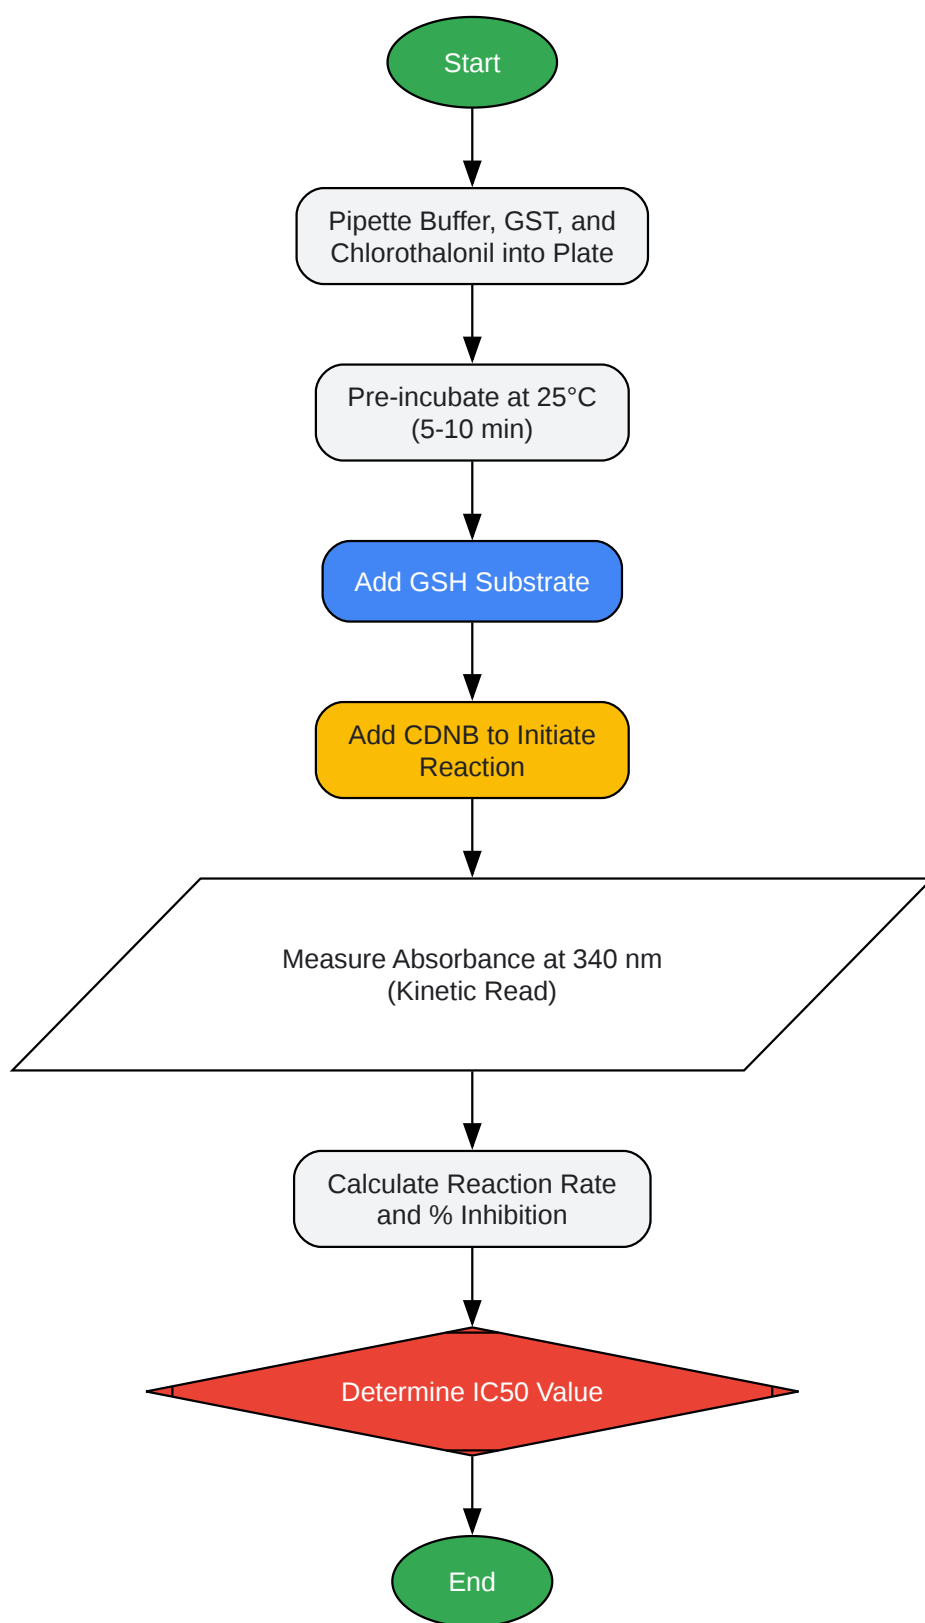 Start
Pipette Buffer, GST, and
Chlorothalonil into Plate
Pre-incubate at 25°C
(5-10 min)
Add GSH Substrate
Add CDNB to Initiate
Reaction
Measure Absorbance at 340 nm
(Kinetic Read)
Calculate Reaction Rate
and % Inhibition
Determine IC50 Value
End